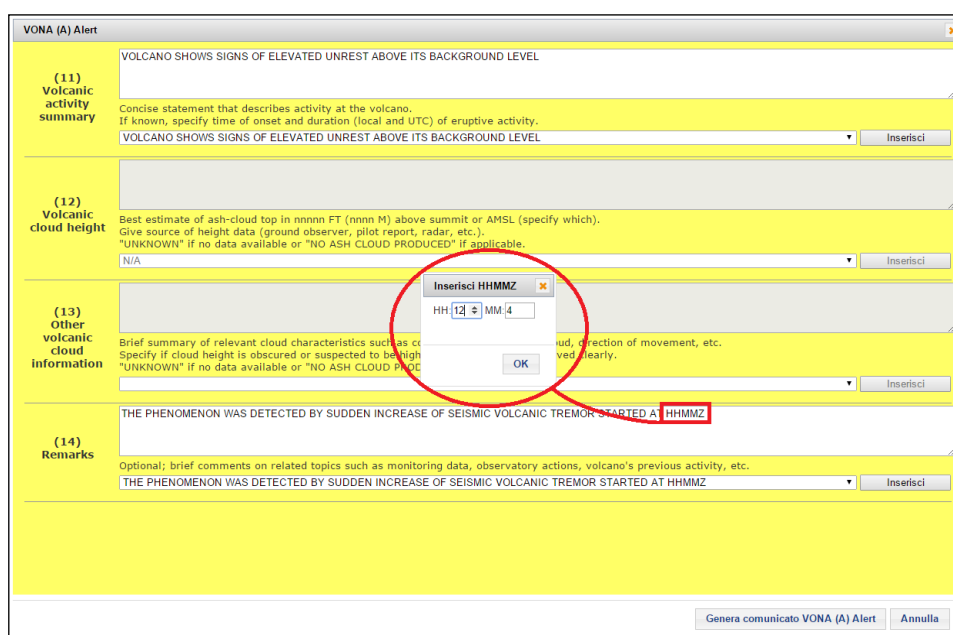 VONA (A) Alert
(11)
Volcanic
activity
summary
VOLCANO SHOWS SIGNS OF ELEVATED UNREST ABOVE ITS BACKGROUND LEVEL
Concise statement that describes activity at the volcano.
If known, specify time of onset and duration (local and UTC) of eruptive activity.
VOLCANO SHOWS SIGNS OF ELEVATED UNREST ABOVE ITS BACKGROUND LEVEL
Inserisci
(12)
Volcanic
cloud height
Best estimate of ash-cloud top in nnnnn FT (nnnn M) above summit or AMSL (specify which).
Give source of height data (ground observer, pilot report, radar, etc.).
"UNKNOWN" if no data available or "NO ASH CLOUD PRODUCED" if applicable.
N/A
Inserisci
Inserisci HHMMZ
HH: 12 MM: 4
OK
(13)
Other
volcanic
cloud
information
Brief summary of relevant cloud characteristics such as direction of movement, etc.
Specify if cloud height is obscured or suspected to be clearly.
"UNKNOWN" if no data available or "NO ASH CLOUD
Inserisci
(14)
Remarks
THE PHENOMENON WAS DETECTED BY SUDDEN INCREASE OF SEISMIC VOLCANIC TREMOR STARTED AT HHMMZ
Optional; brief comments on related topics such as monitoring data, observatory actions, volcano's previous activity, etc.
THE PHENOMENON WAS DETECTED BY SUDDEN INCREASE OF SEISMIC VOLCANIC TREMOR STARTED AT HHMMZ
Inserisci
Genera comunicato VONA (A) Alert
Annulla